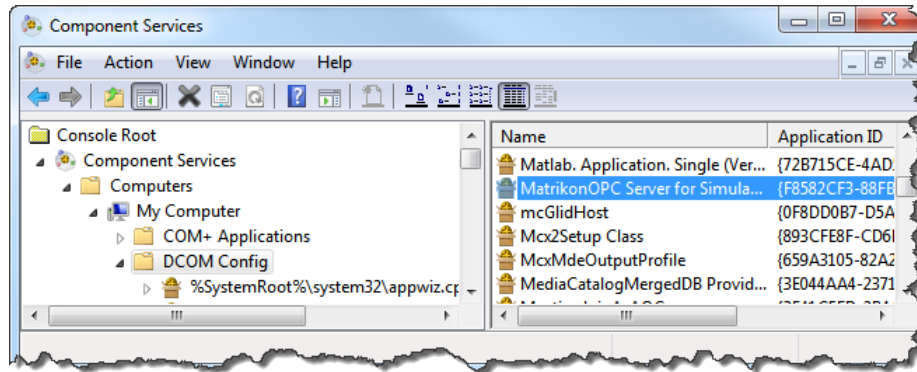 Component Services
File Action View Window Help
Console Root
Component Services
Computers
My Computer
COM+ Applications
DCOM Config
%SystemRoot%\system32\appwiz.cp
Name Application ID
Matlab. Application. Single (Ver... {72B715CE-4AD
MatrikonOPC Server for Simula... {F8582CF3-88FB
mcGlidHost {0F8DD0B7-D5A
Mcx2Setup Class {893CFE8F-CD6
McxMdeOutputProfile {659A3105-82A2
MediaCatalogMergedDB Provid... {3E044AA4-2371